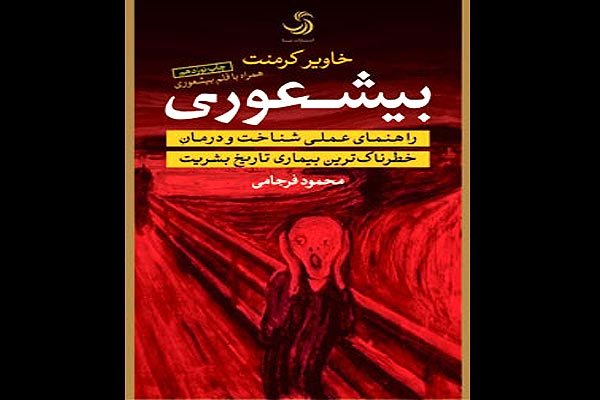 خاویر کرمنت
چاپ نوزدهم
همراه با قلم بیشعوری
بیشعوری
راهنمای عملی شناخت و درمان
خطرناک‌ترین بیماری تاریخ بشریت
محمود فرجامی